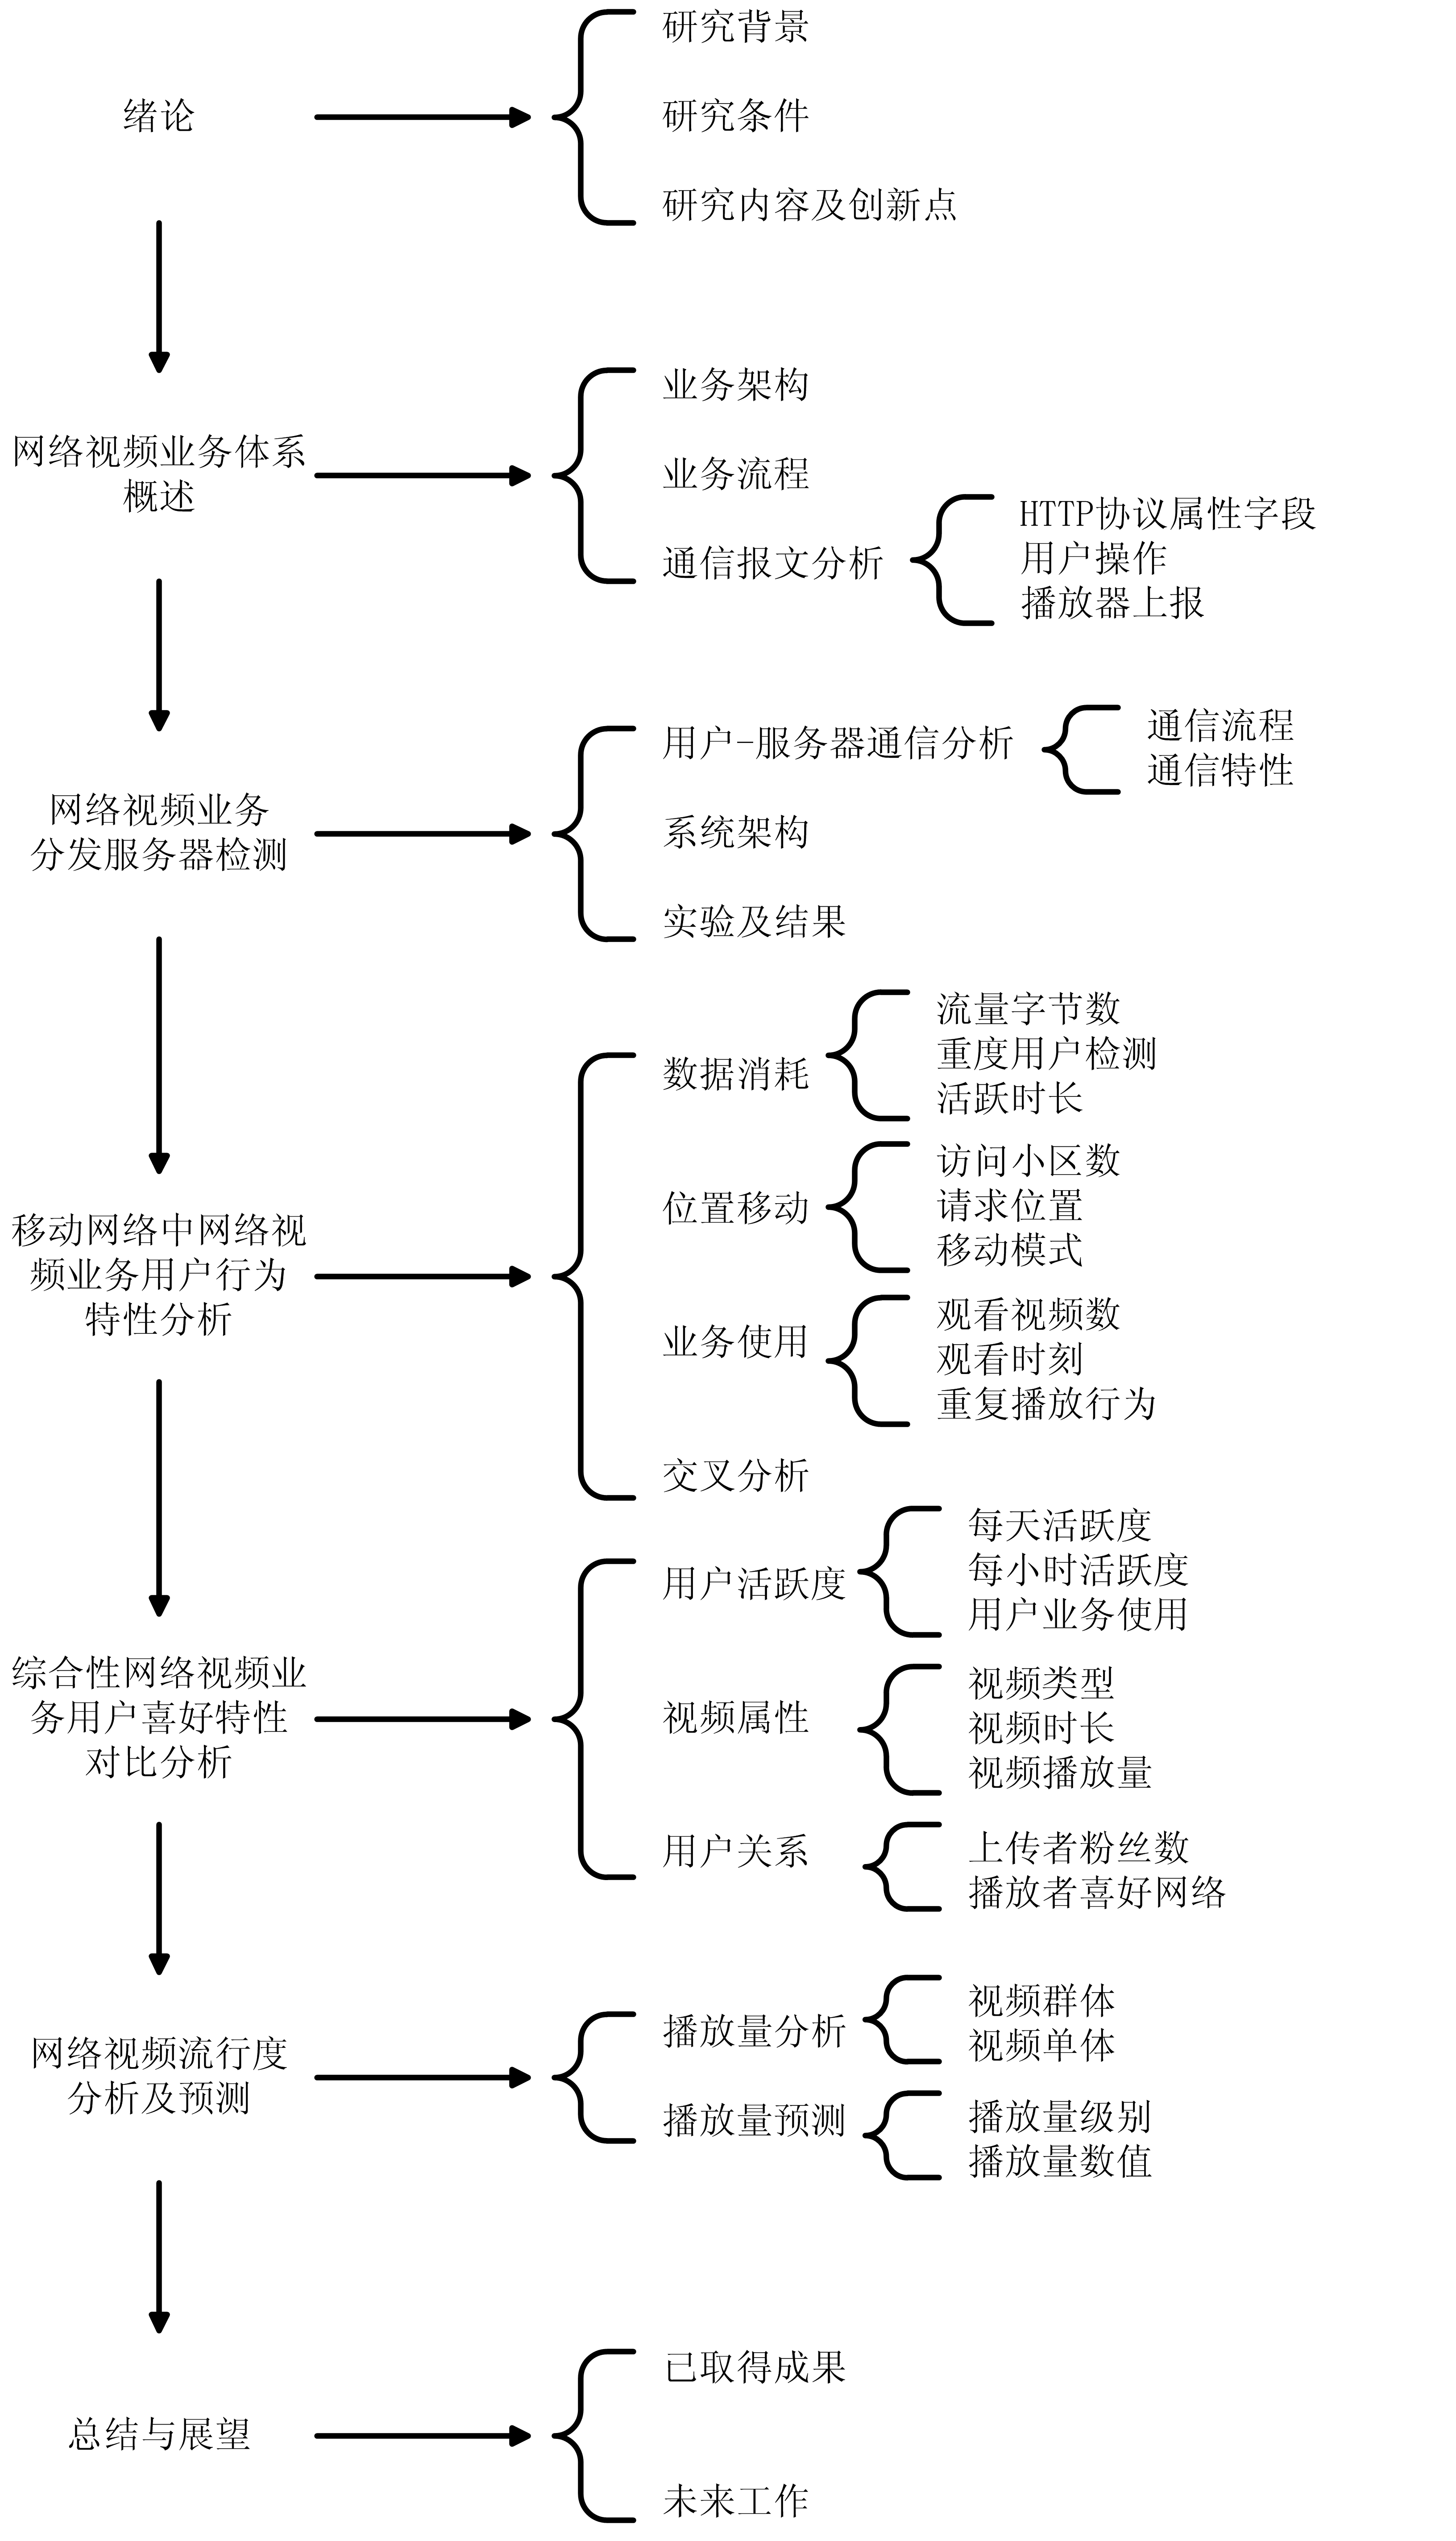 绪论
研究背景
研究条件
研究内容及创新点
网络视频业务体系
概述
业务架构
业务流程
通信报文分析
HTTP协议属性字段
用户操作
播放器上报
网络视频业务
分发服务器检测
用户-服务器通信分析
通信流程
通信特性
系统架构
实验及结果
移动网络中网络视
频业务用户行为
特性分析
数据消耗
流量字节数
重度用户检测
活跃时长
位置移动
访问小区数
请求位置
移动模式
业务使用
观看视频数
观看时刻
重复播放行为
交叉分析
综合性网络视频业
务用户喜好特性
对比分析
用户活跃度
每天活跃度
每小时活跃度
用户业务使用
视频属性
视频类型
视频时长
视频播放量
用户关系
上传者粉丝数
播放者喜好网络
网络视频流行度
分析及预测
播放量分析
视频群体
视频单体
播放量预测
播放量级别
播放量数值
总结与展望
已取得成果
未来工作